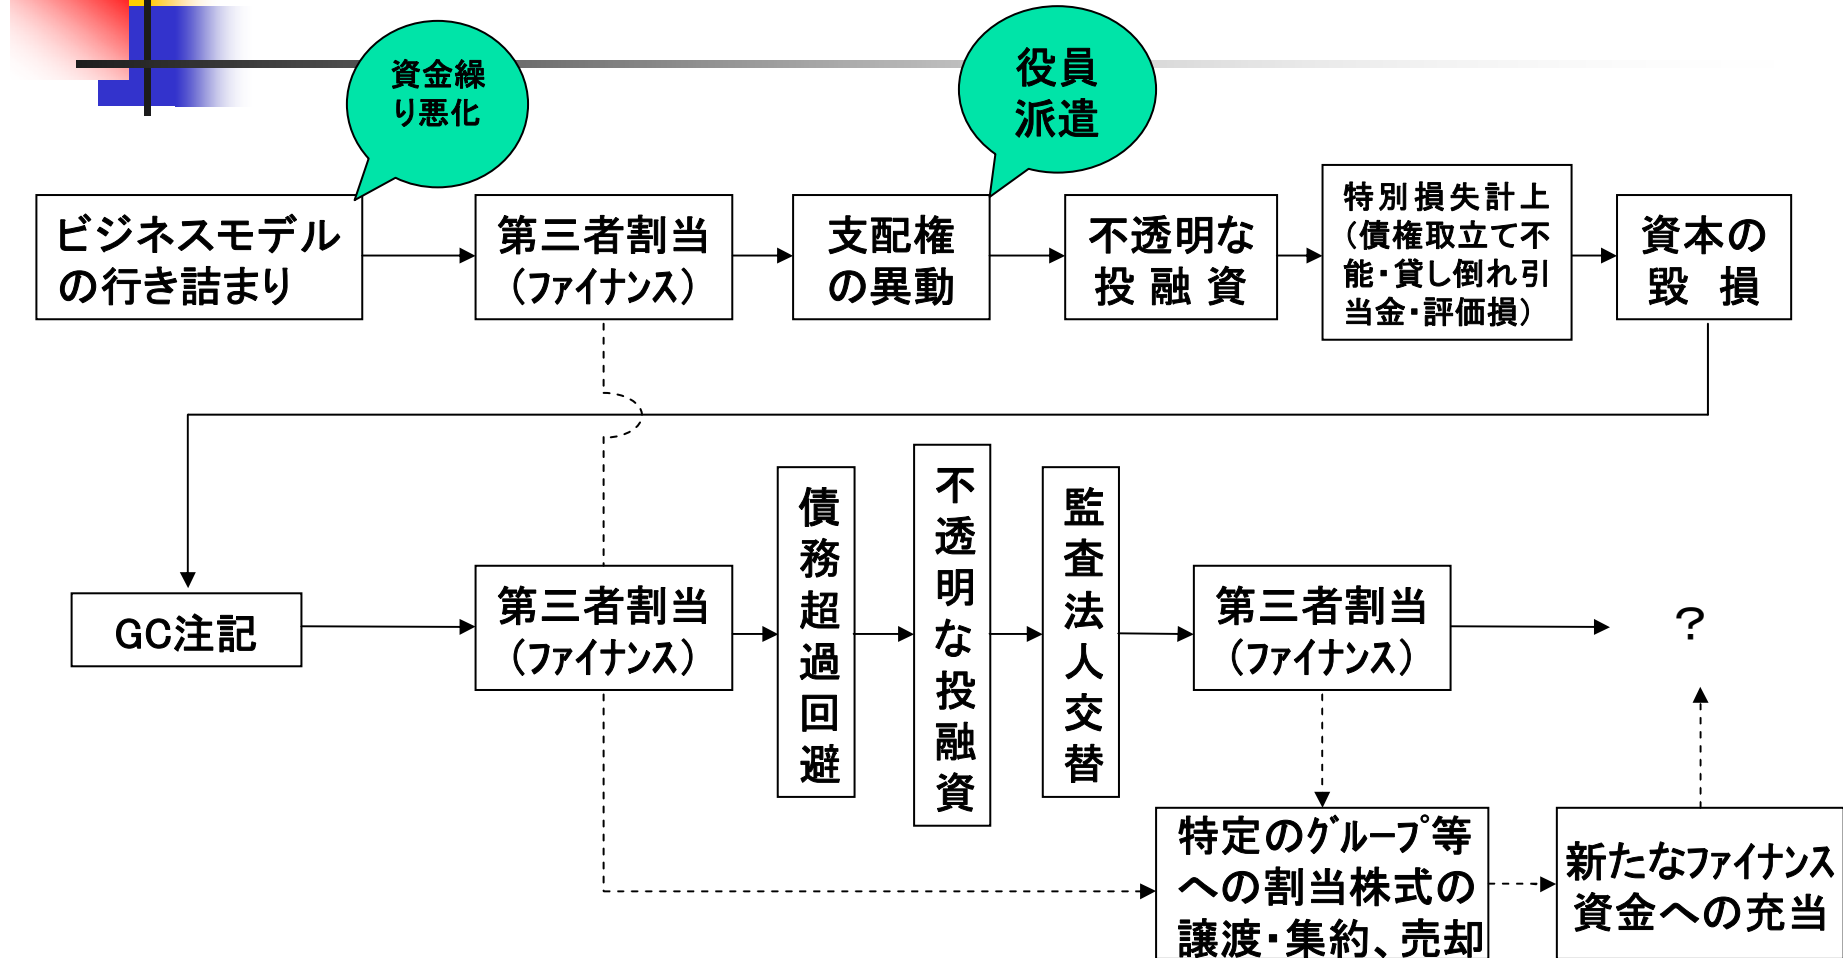 資金繰
り悪化
役員
派遣
ビジネスモデル
の行き詰まり
第三者割当
（ファイナンス）
支配権
の異動
不透明な
投融資
特別損失計上
（債権取立て不
能・貸し倒れ引
当金・評価損）
資本の
毀損
GC注記
第三者割当
（ファイナンス）
債務超過回避
不透明な投融資
監査法人交替
第三者割当
（ファイナンス）
？
特定のグループ等
への割当株式の
譲渡・集約、売却
新たなファイナンス
資金への充当